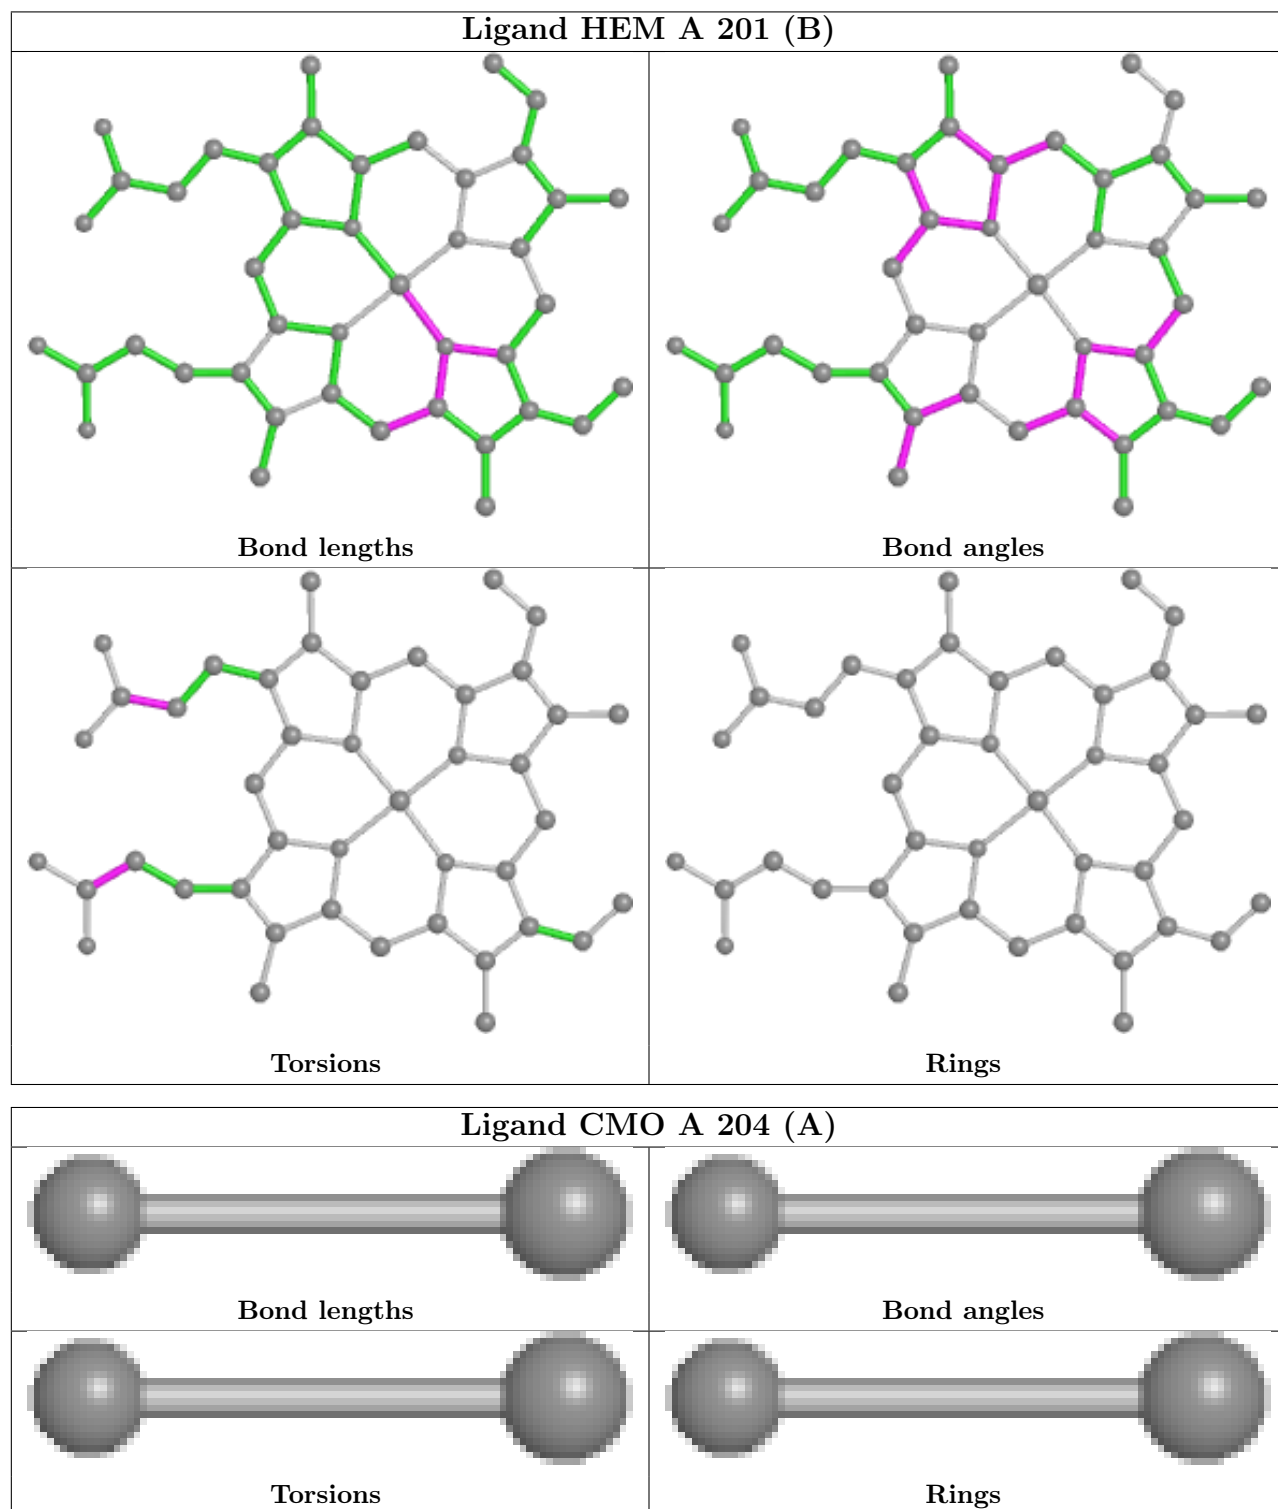 Ligand HEM A 201 (B)
Bond lengths
Bond angles
Torsions
Rings
Ligand CMO A 204 (A)
Bond lengths
Bond angles
Torsions
Rings